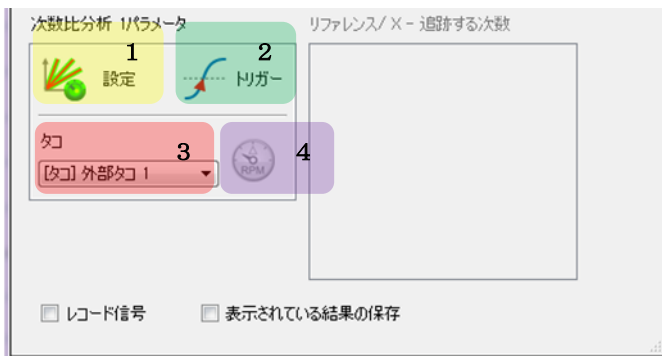 次数比分析 1パラメータ
リファレンス/ X - 追跡する次数
1
設定
2
トリガー
タコ
[タコ] 外部タコ 1
3
RPM
4
レコード信号
表示されている結果の保存